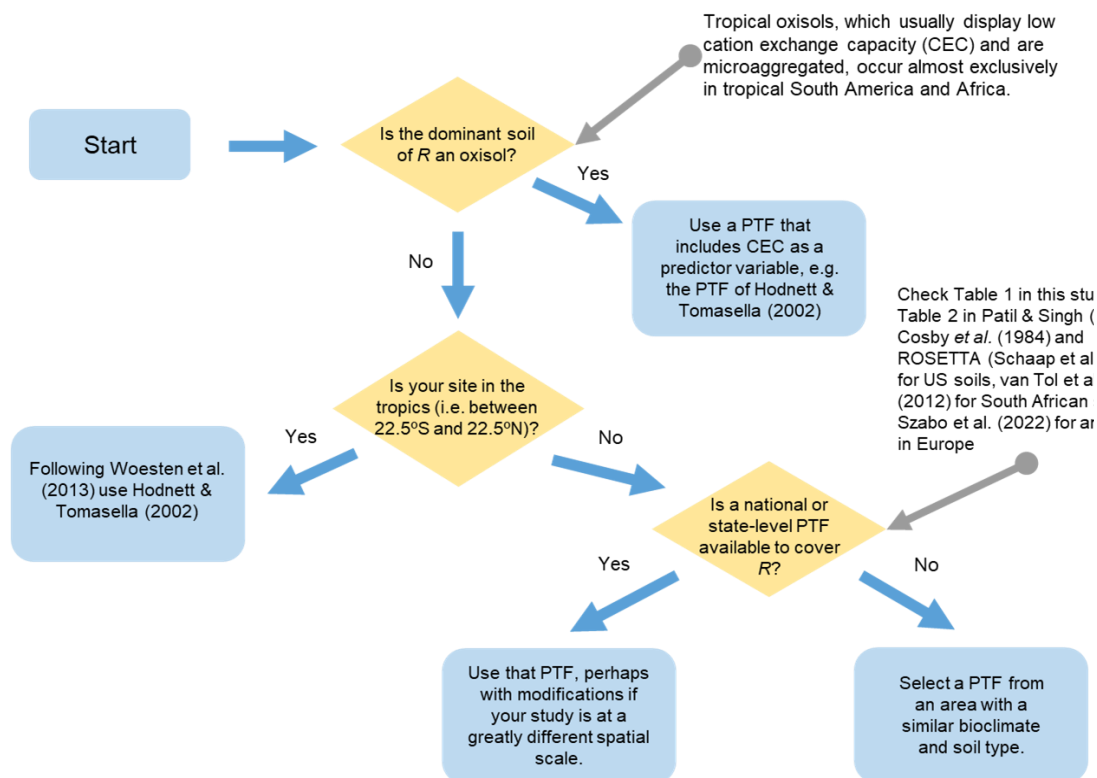 Tropical oxisols, which usually display low
cation exchange capacity (CEC) and are
microaggregated, occur almost exclusively
in tropical South America and Africa.
Start
Is the dominant soil
of R an oxisol?
Yes
No
Use a PTF that
includes CEC as a
predictor variable, e.g.
the PTF of Hodnett &
Tomasella (2002)
Check Table 1 in this
Table 2 in Patil & Singh (
Cosby et al. (1984) and
ROSETTA (Schaap et al
for US soils, van Tol et a
(2012) for South African
Szabo et al. (2022) for
in Europe
Is your site in the
tropics (i.e. between
22.5ºS and 22.5ºN)?
Yes
No
Following Woesten et al.
(2013) use Hodnett &
Tomasella (2002)
Is a national or
state-level PTF
available to cover
R?
Yes
No
Use that PTF, perhaps
with modifications if
your study is at a
greatly different spatial
scale.
Select a PTF from
an area with a
similar bioclimate
and soil type.